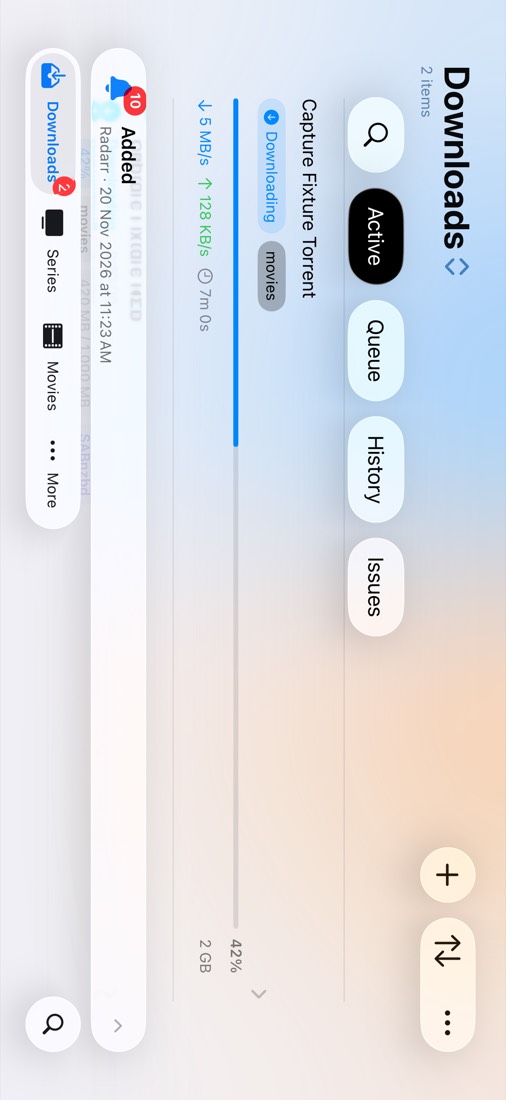 Downloads
2 items
Active Queue History Issues
Capture Fixture Torrent
Downloading movies
42%
5 MB/s 128 KB/s 7m 0s 2 GB
10
Added
Radarr · 20 Nov 2026 at 11:23 AM
42% movies 420 MB / 1,000 MB SABnzbd
Downloads 2 Series Movies More